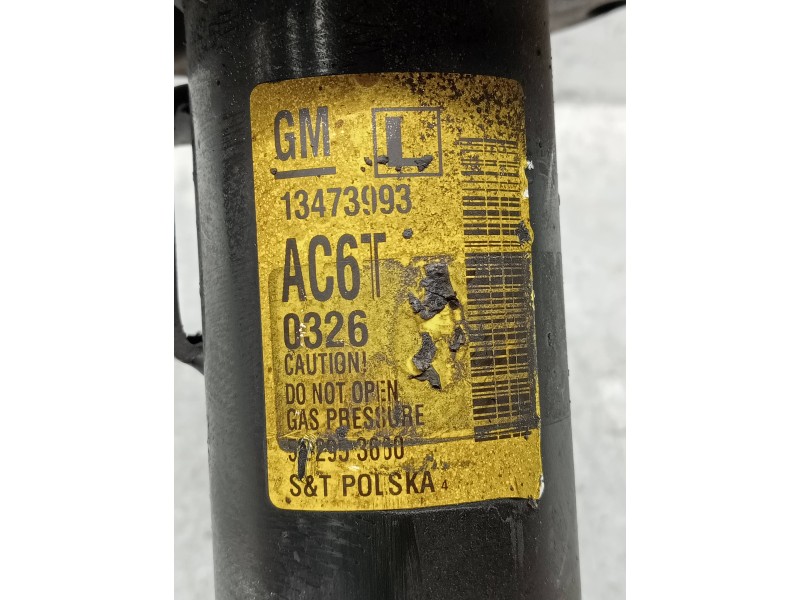 GM L
13473993
AC6T
0326
CAUTION!
DO NOT OPEN
GAS PRESSURE
S&T POLSKA 4